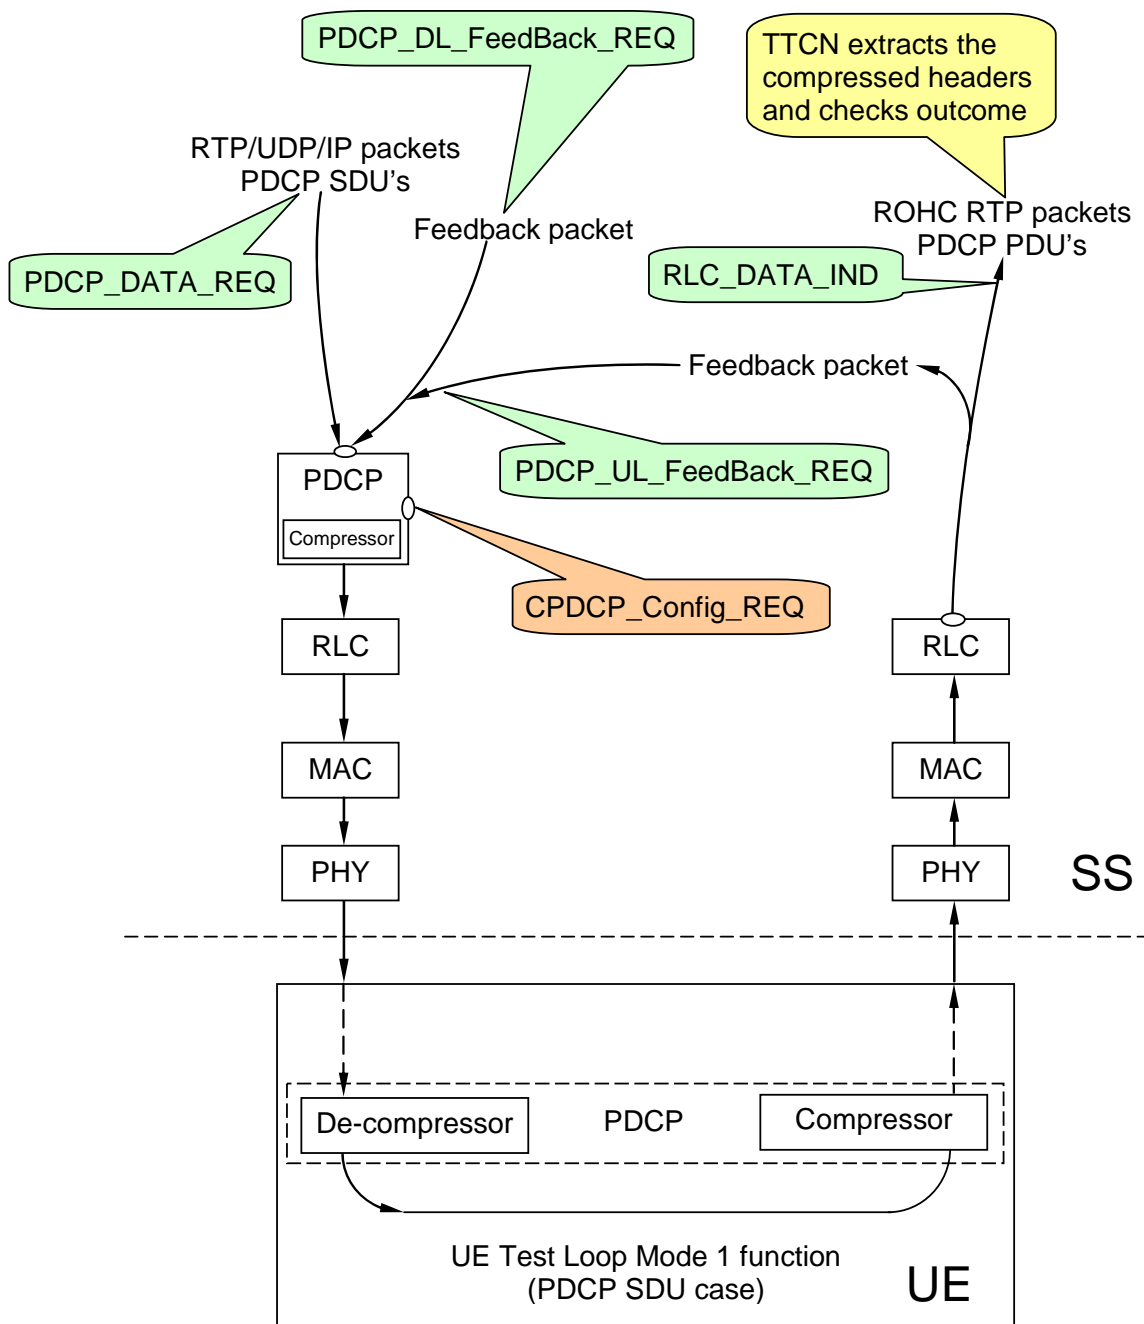 PDCP_DL_FeedBack_REQ
TTCN extracts the
compressed headers
and checks outcome
RTP/UDP/IP packets
PDCP SDU's
Feedback packet
ROHC RTP packets
PDCP PDU's
PDCP_DATA_REQ
RLC_DATA_IND
Feedback packet
PDCP_UL_FeedBack_REQ
PDCP
Compressor
CPDCP_Config_REQ
RLC
RLC
MAC
MAC
PHY
PHY
SS
De-compressor
PDCP
Compressor
UE Test Loop Mode 1 function
(PDCP SDU case)
UE